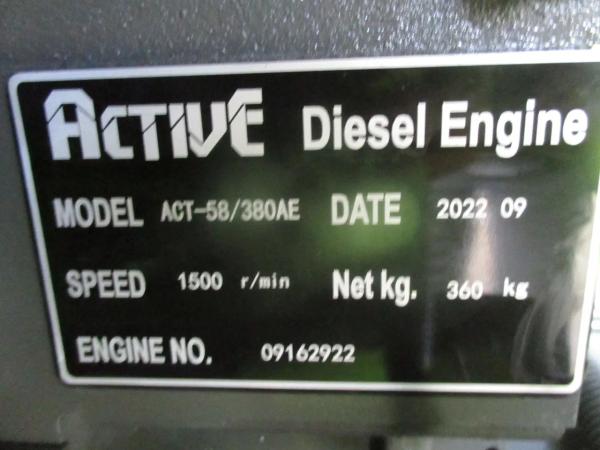 ACTIVE Diesel Engine
MODEL ACT-58/380AE DATE 2022 09
SPEED 1500 r/min Net kg. 360 kg
ENGINE NO. 09162922